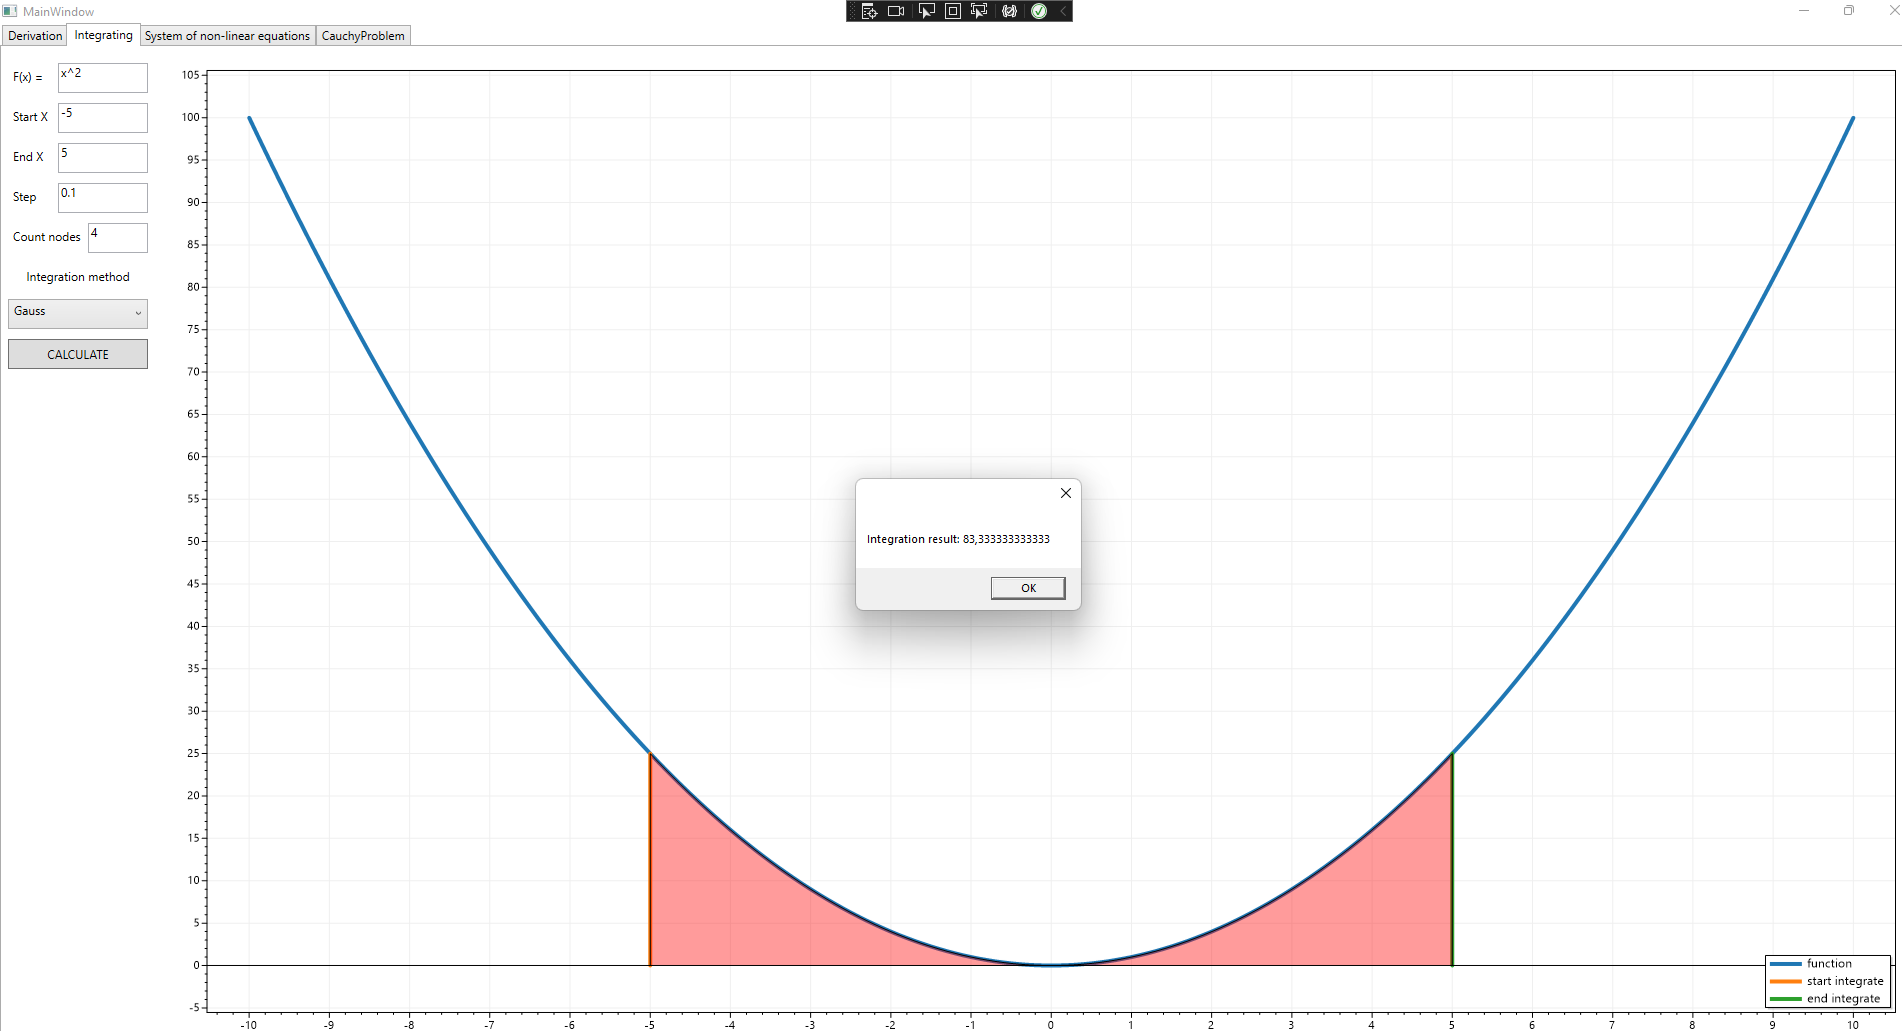 MainWindow
Derivation Integrating System of non-linear equations CauchyProblem
F(x) = x^2
Start X -5
End X 5
Step 0.1
Count nodes 4
Integration method
Gauss
CALCULATE
105
100
95
90
85
80
75
70
65
60
55
50
45
40
35
30
25
20
15
10
5
0
-5
Integration result: 83,333333333333
OK
function
start integrate
end integrate
-10 -9 -8 -7 -6 -5 -4 -3 -2 -1 0 1 2 3 4 5 6 7 8 9 10